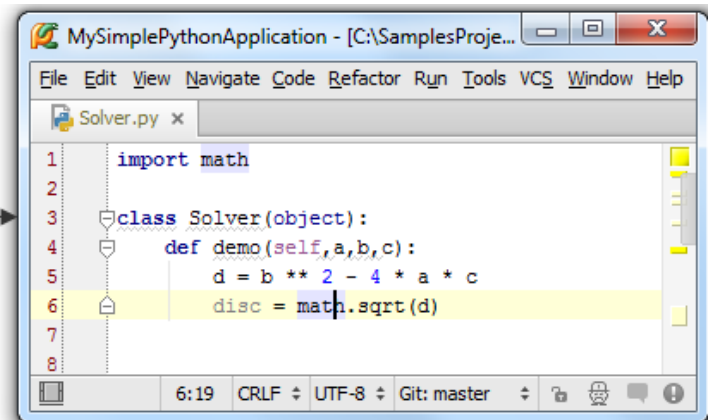 MySimplePythonApplication - [C:\SamplesProje...
File Edit View Navigate Code Refactor Run Tools VCS Window Help
Solver.py
1 import math
2
3 class Solver(object):
4 def demo(self,a,b,c):
5 d = b ** 2 - 4 * a * c
6 disc = math.sqrt(d)
7
8
6:19 CRLF UTF-8 Git: master